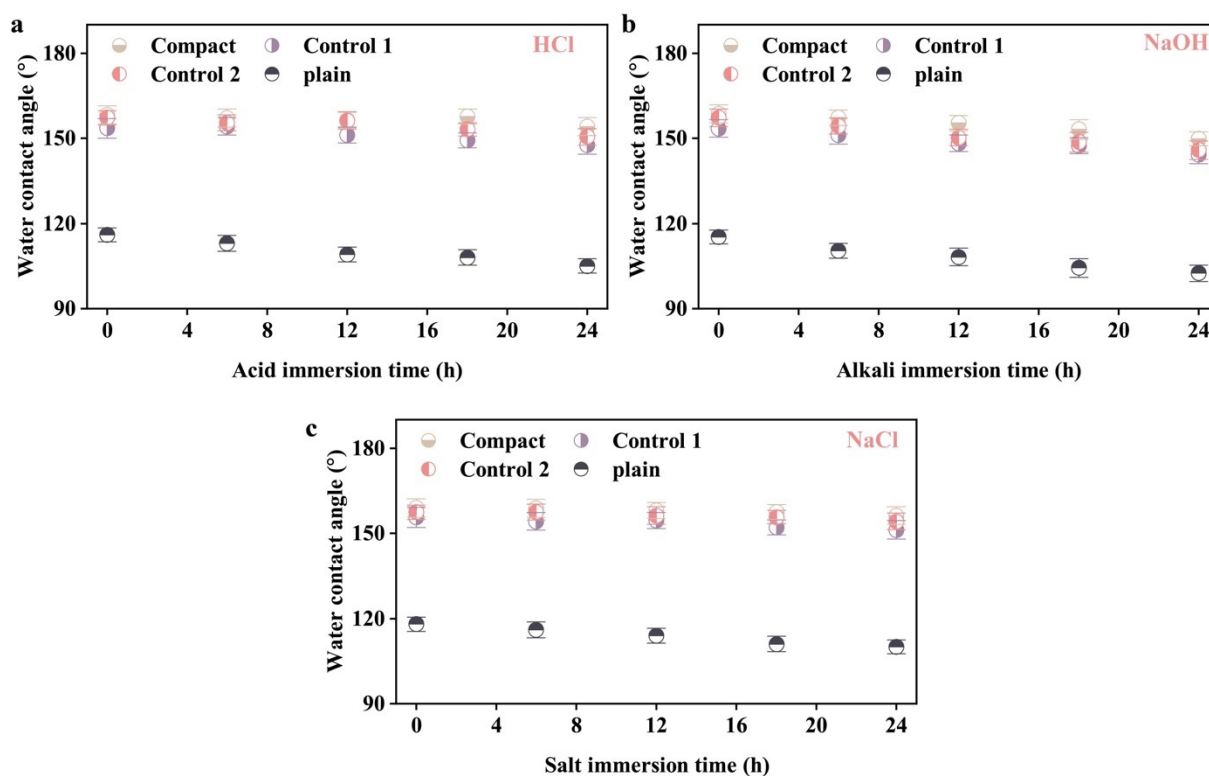 a
HCl
Compact
Control 1
Control 2
plain
Water contact angle (°)
180
150
120
90
0 4 8 12 16 20 24
Acid immersion time (h)
b
NaOH
Compact
Control 1
Control 2
plain
Water contact angle (°)
180
150
120
90
0 4 8 12 16 20 24
Alkali immersion time (h)
c
NaCl
Compact
Control 1
Control 2
plain
Water contact angle (°)
180
150
120
90
0 4 8 12 16 20 24
Salt immersion time (h)